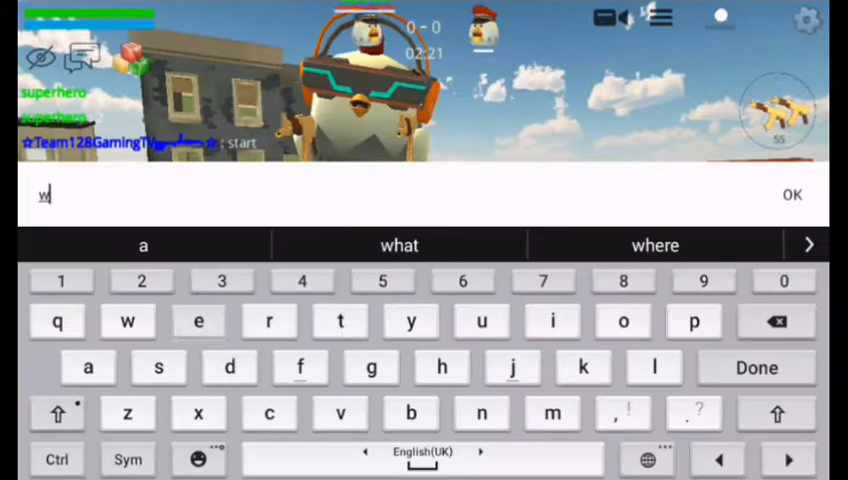 0 - 0
02:21
superhero
superhero
☆Team128GamingTV ☆ : start
55
w
OK
a what where
1 2 3 4 5 6 7 8 9 0
q w e r t y u i o p
a s d f g h j k l Done
z x c v b n m , ! . ?
Ctrl Sym English(UK)